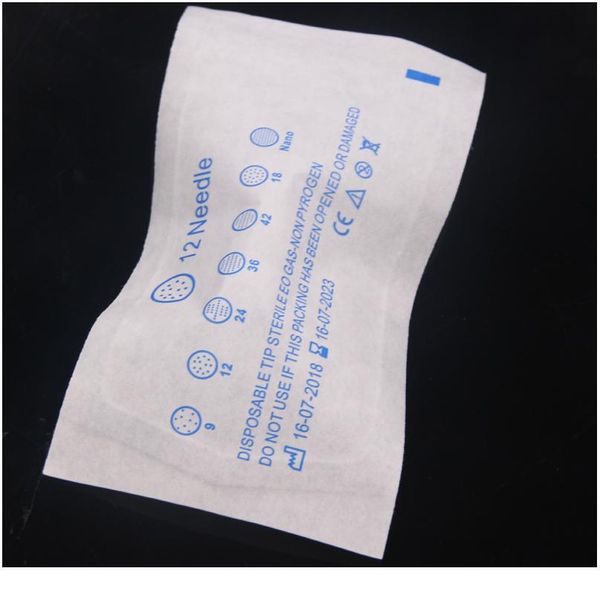 12 Needle
9
12
24
36
42
18
Nano
DISPOSABLE TIP STERILE EO GAS-NON PYROGEN
DO NOT USE IF THIS PACKING HAS BEEN OPENED OR DAMAGED
16-07-2018 16-07-2023 CE